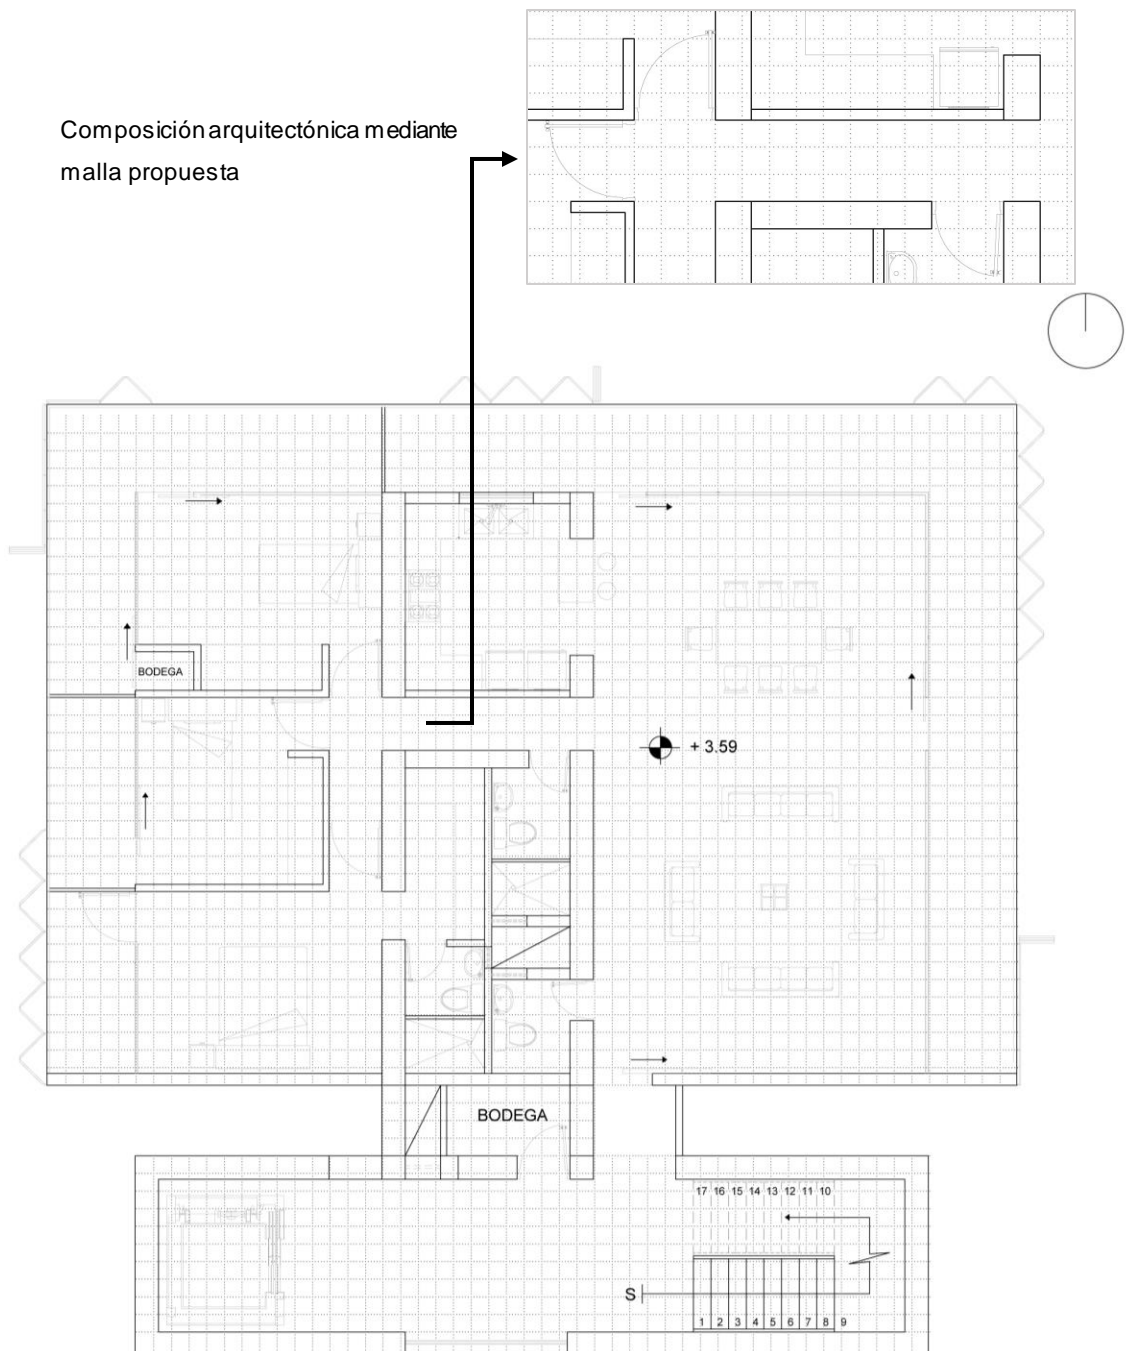 Composición arquitectónica mediante
malla propuesta
BODEGA
+ 3.59
BODEGA
17 16 15 14 13 12 11 10
S
1 2 3 4 5 6 7 8 9